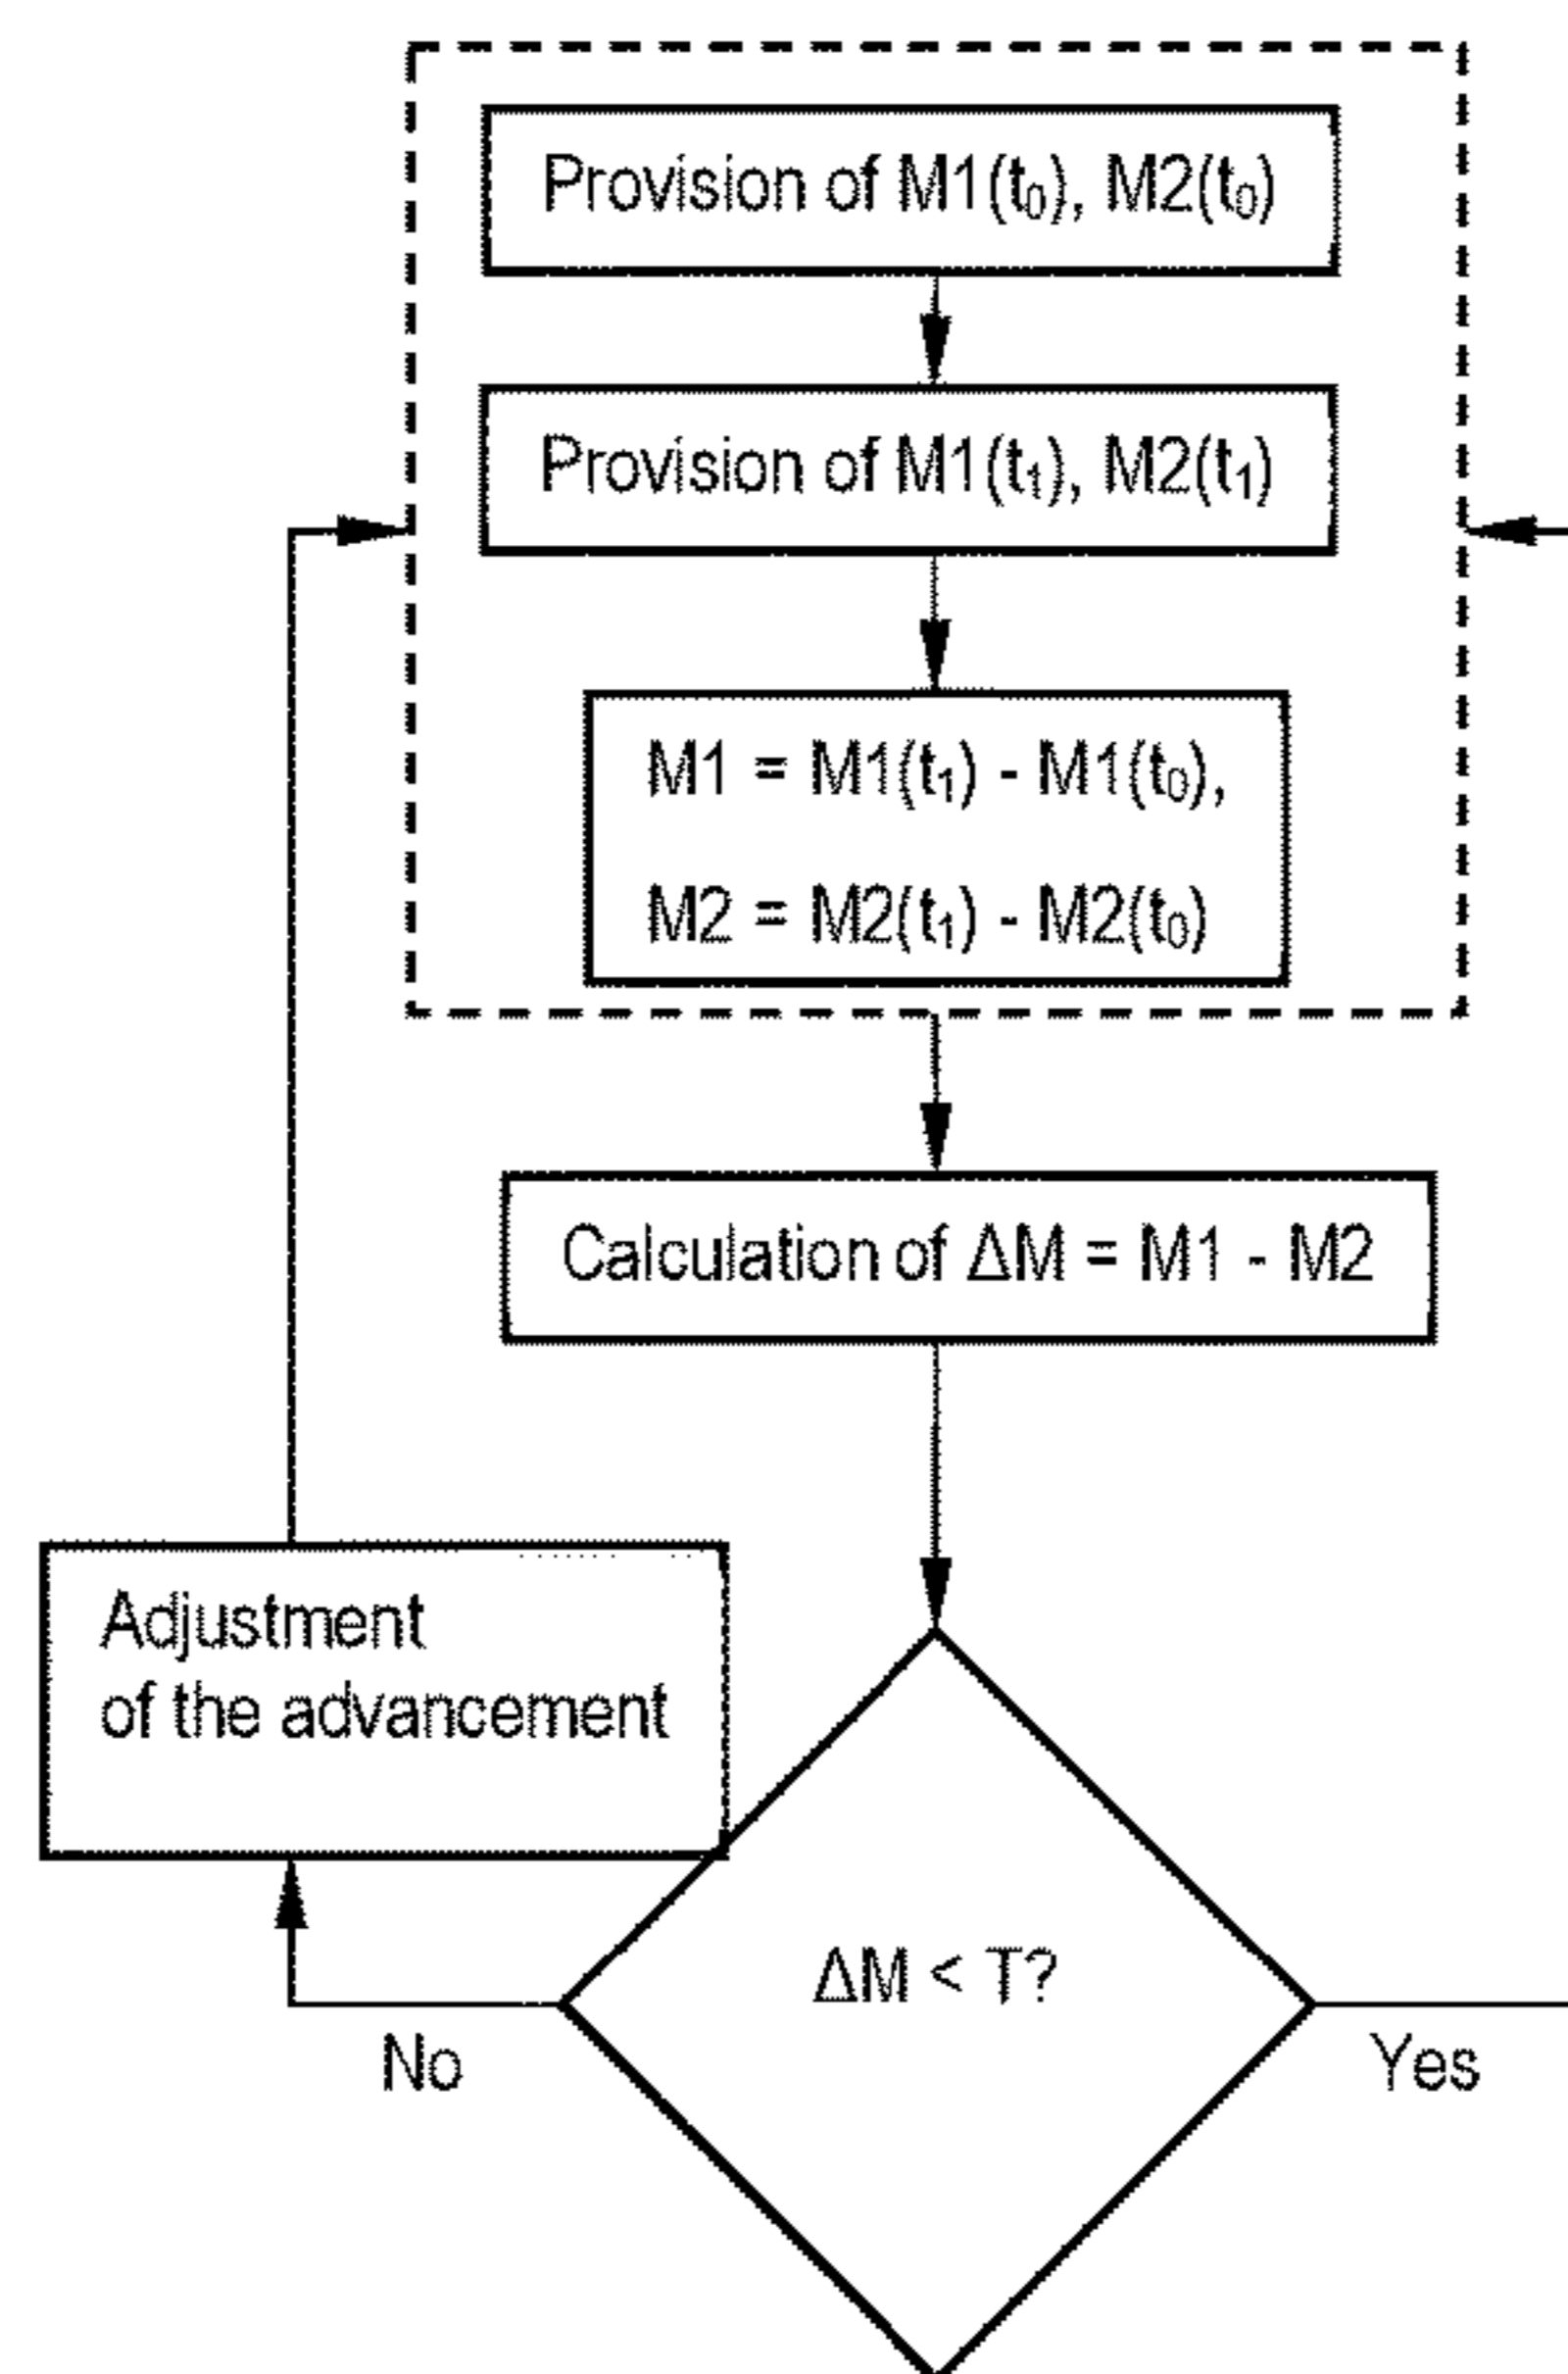 Provision of M1(t₀), M2(t₀)
Provision of M1(t₁), M2(t₁)
M1 = M1(t₁) - M1(t₀),
M2 = M2(t₁) - M2(t₀)
Calculation of ΔM = M1 - M2
Adjustment
of the advancement
ΔM < T?
No
Yes